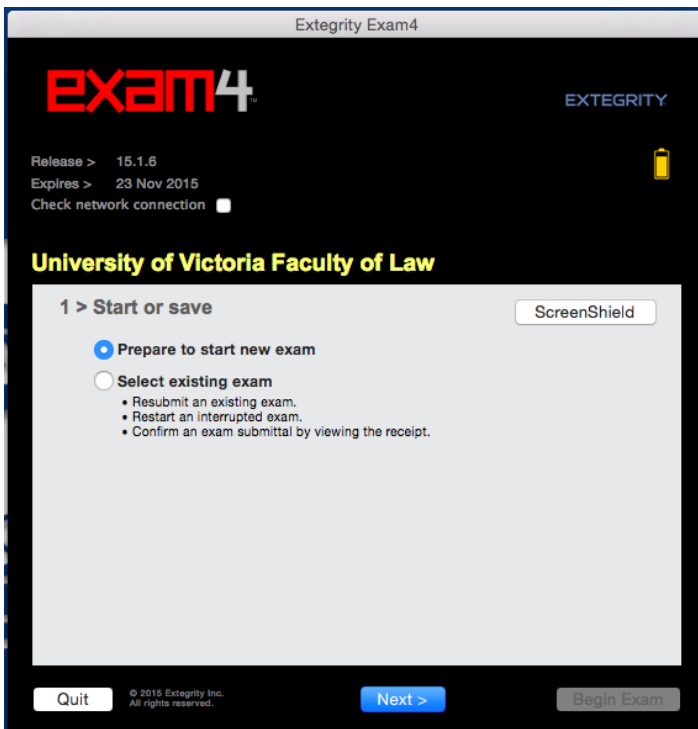 Extegrity Exam4
exam4™
EXTEGRITY
Release > 15.1.6
Expires > 23 Nov 2015
Check network connection
University of Victoria Faculty of Law
1 > Start or save
ScreenShield
Prepare to start new exam
Select existing exam
• Resubmit an existing exam.
• Restart an interrupted exam.
• Confirm an exam submittal by viewing the receipt.
Quit
© 2015 Extegrity Inc.
All rights reserved.
Next >
Begin Exam